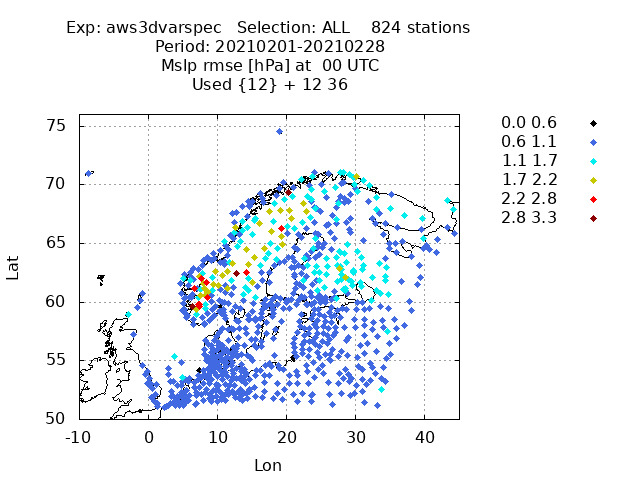 Exp: aws3dvarspec   Selection: ALL    824 stations
Period: 20210201-20210228
Mslp rmse [hPa] at  00 UTC
Used {12} + 12 36
0.0 0.6
0.6 1.1
1.1 1.7
1.7 2.2
2.2 2.8
2.8 3.3
75
70
65
60
55
50
Lat
-10 0 10 20 30 40
Lon